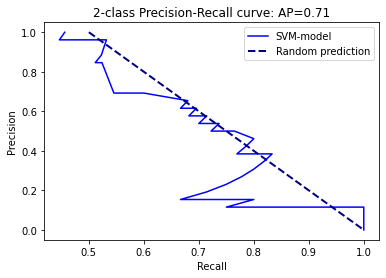 2-class Precision-Recall curve: AP=0.71
SVM-model
Random prediction
Precision
1.0
0.8
0.6
0.4
0.2
0.0
0.5 0.6 0.7 0.8 0.9 1.0
Recall